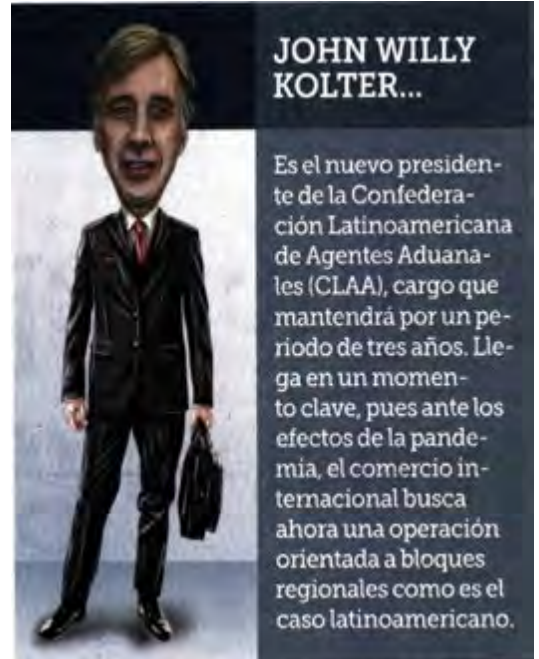 JOHN WILLY
KOLTER...
Es el nuevo presiden-
te de la Confedera-
ción Latinoamericana
de Agentes Aduana-
les (CLAA), cargo que
mantendrá por un pe-
riodo de tres años. Lle-
ga en un momen-
to clave, pues ante los
efectos de la pande-
mia, el comercio in-
ternacional busca
ahora una operación
orientada a bloques
regionales como es el
caso latinoamericano.